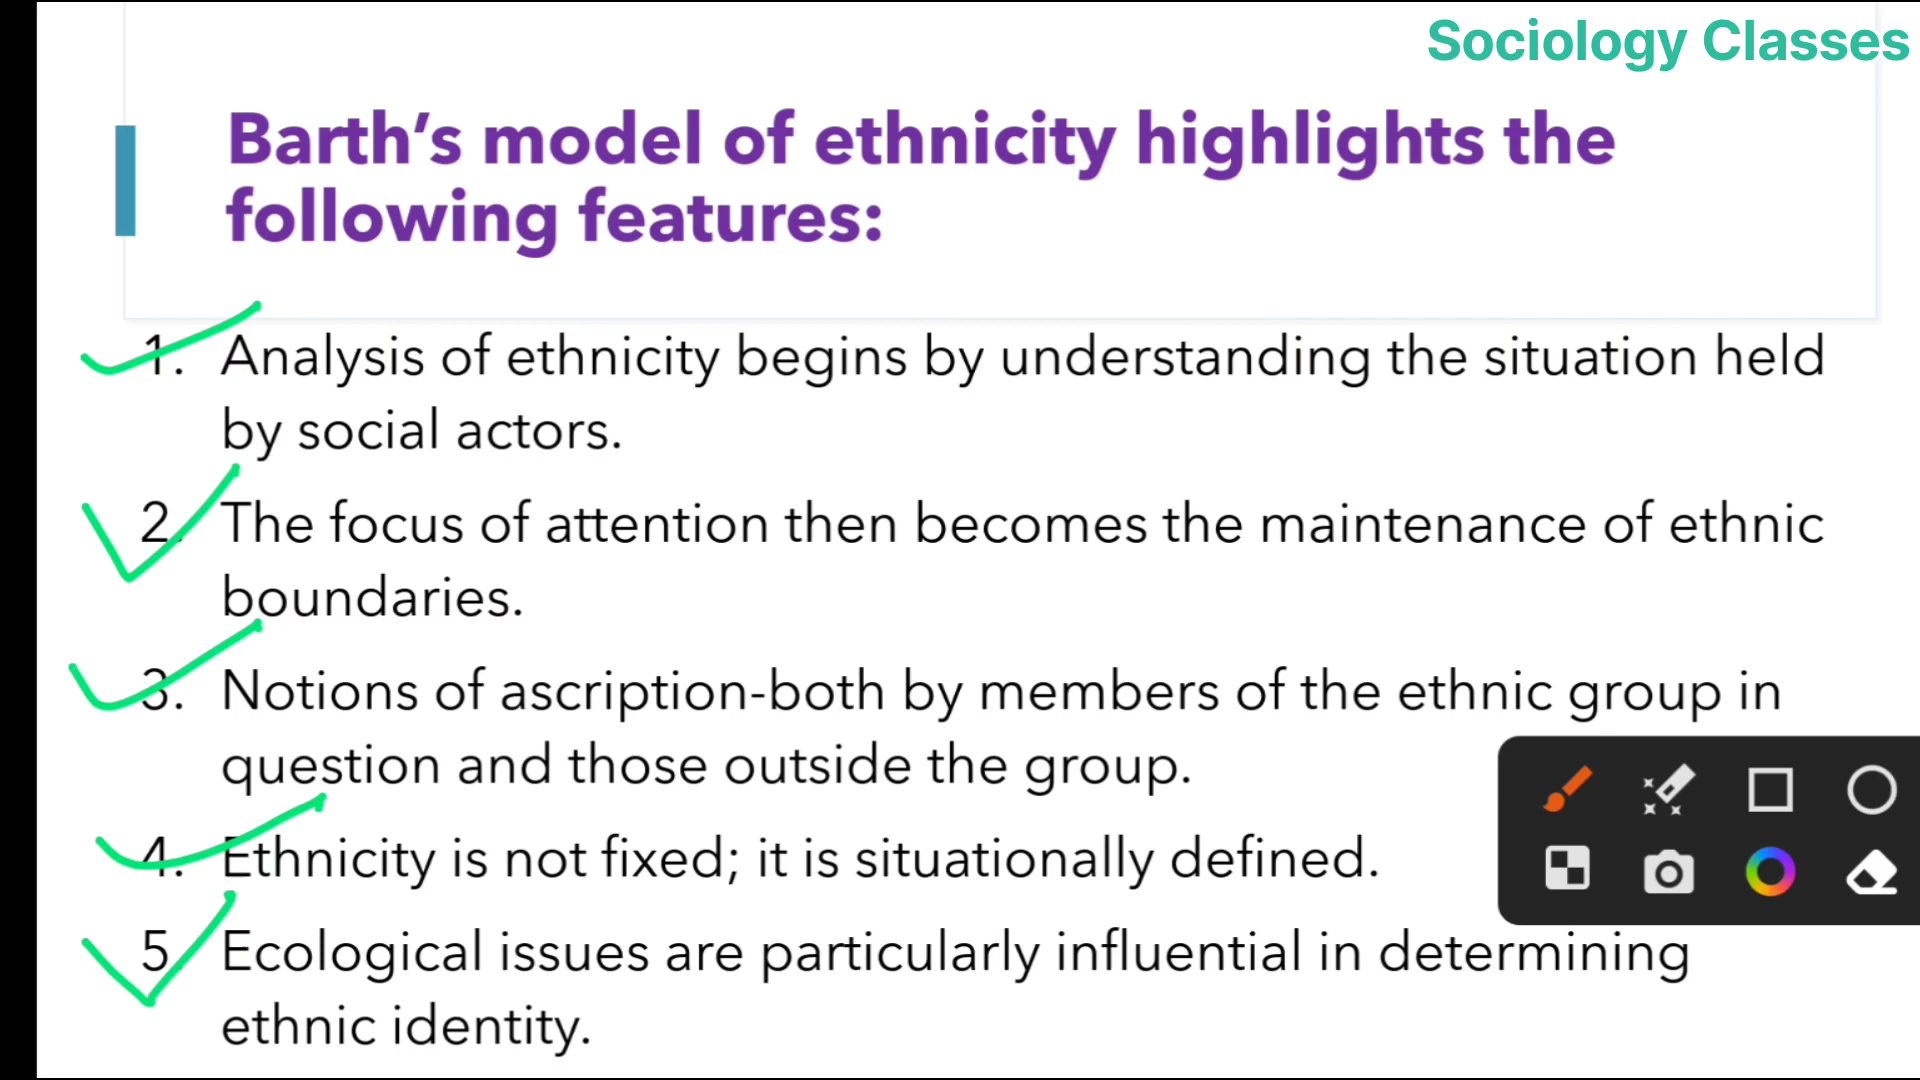 Sociology Classes
Barth’s model of ethnicity highlights the
following features:
1. Analysis of ethnicity begins by understanding the situation held
by social actors.
2. The focus of attention then becomes the maintenance of ethnic
boundaries.
3. Notions of ascription-both by members of the ethnic group in
question and those outside the group.
4. Ethnicity is not fixed; it is situationally defined.
5. Ecological issues are particularly influential in determining
ethnic identity.